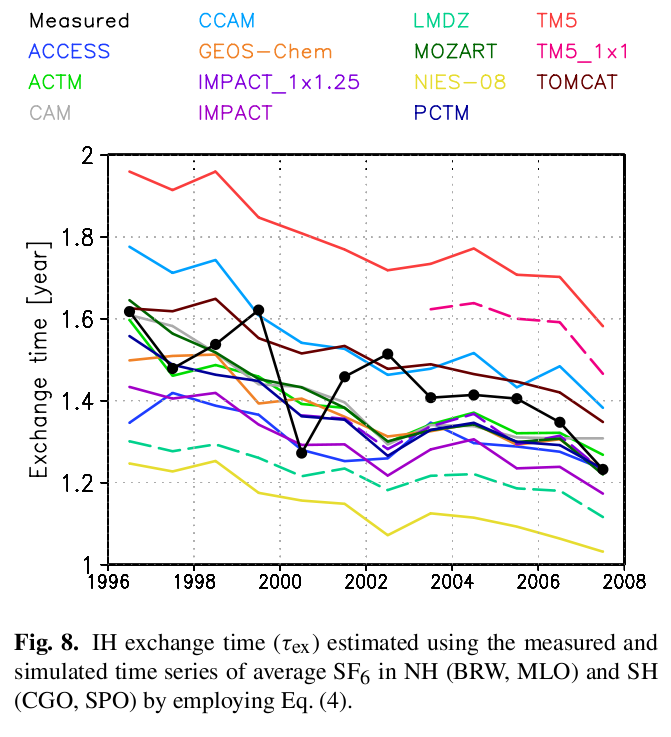 Measured CCAM LMDZ TM5
ACCESS GEOS-Chem MOZART TM5_1x1
ACTM IMPACT_1x1.25 NIES-08 TOMCAT
CAM IMPACT PCTM
2
1.8
1.6
1.4
1.2
1
Exchange time [year]
1996 1998 2000 2002 2004 2006 2008
Fig. 8. IH exchange time (τex) estimated using the measured and
simulated time series of average SF6 in NH (BRW, MLO) and SH
(CGO, SPO) by employing Eq. (4).